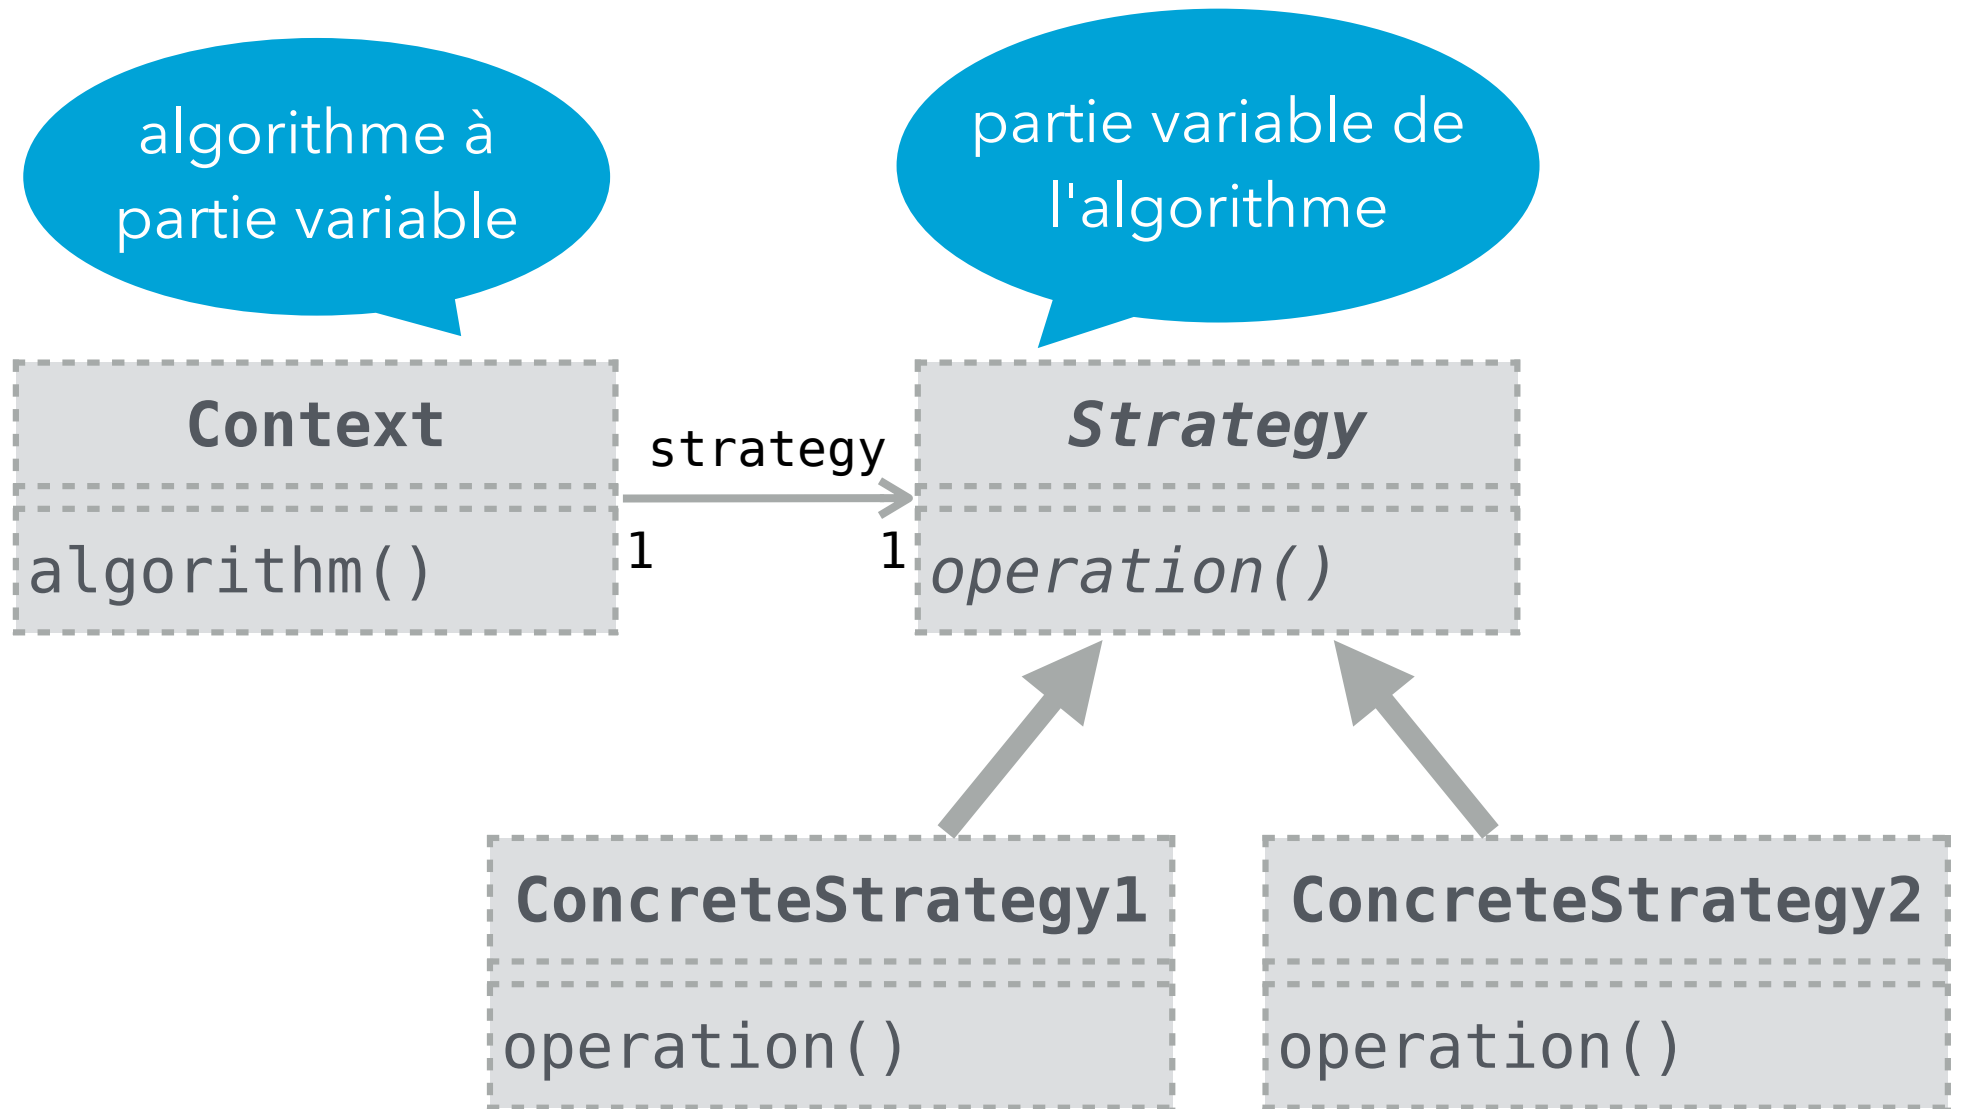 algorithme à
partie variable
partie variable de
l'algorithme
Context
strategy
Strategy
1
1
algorithm()
operation()
ConcreteStrategy1
ConcreteStrategy2
operation()
operation()